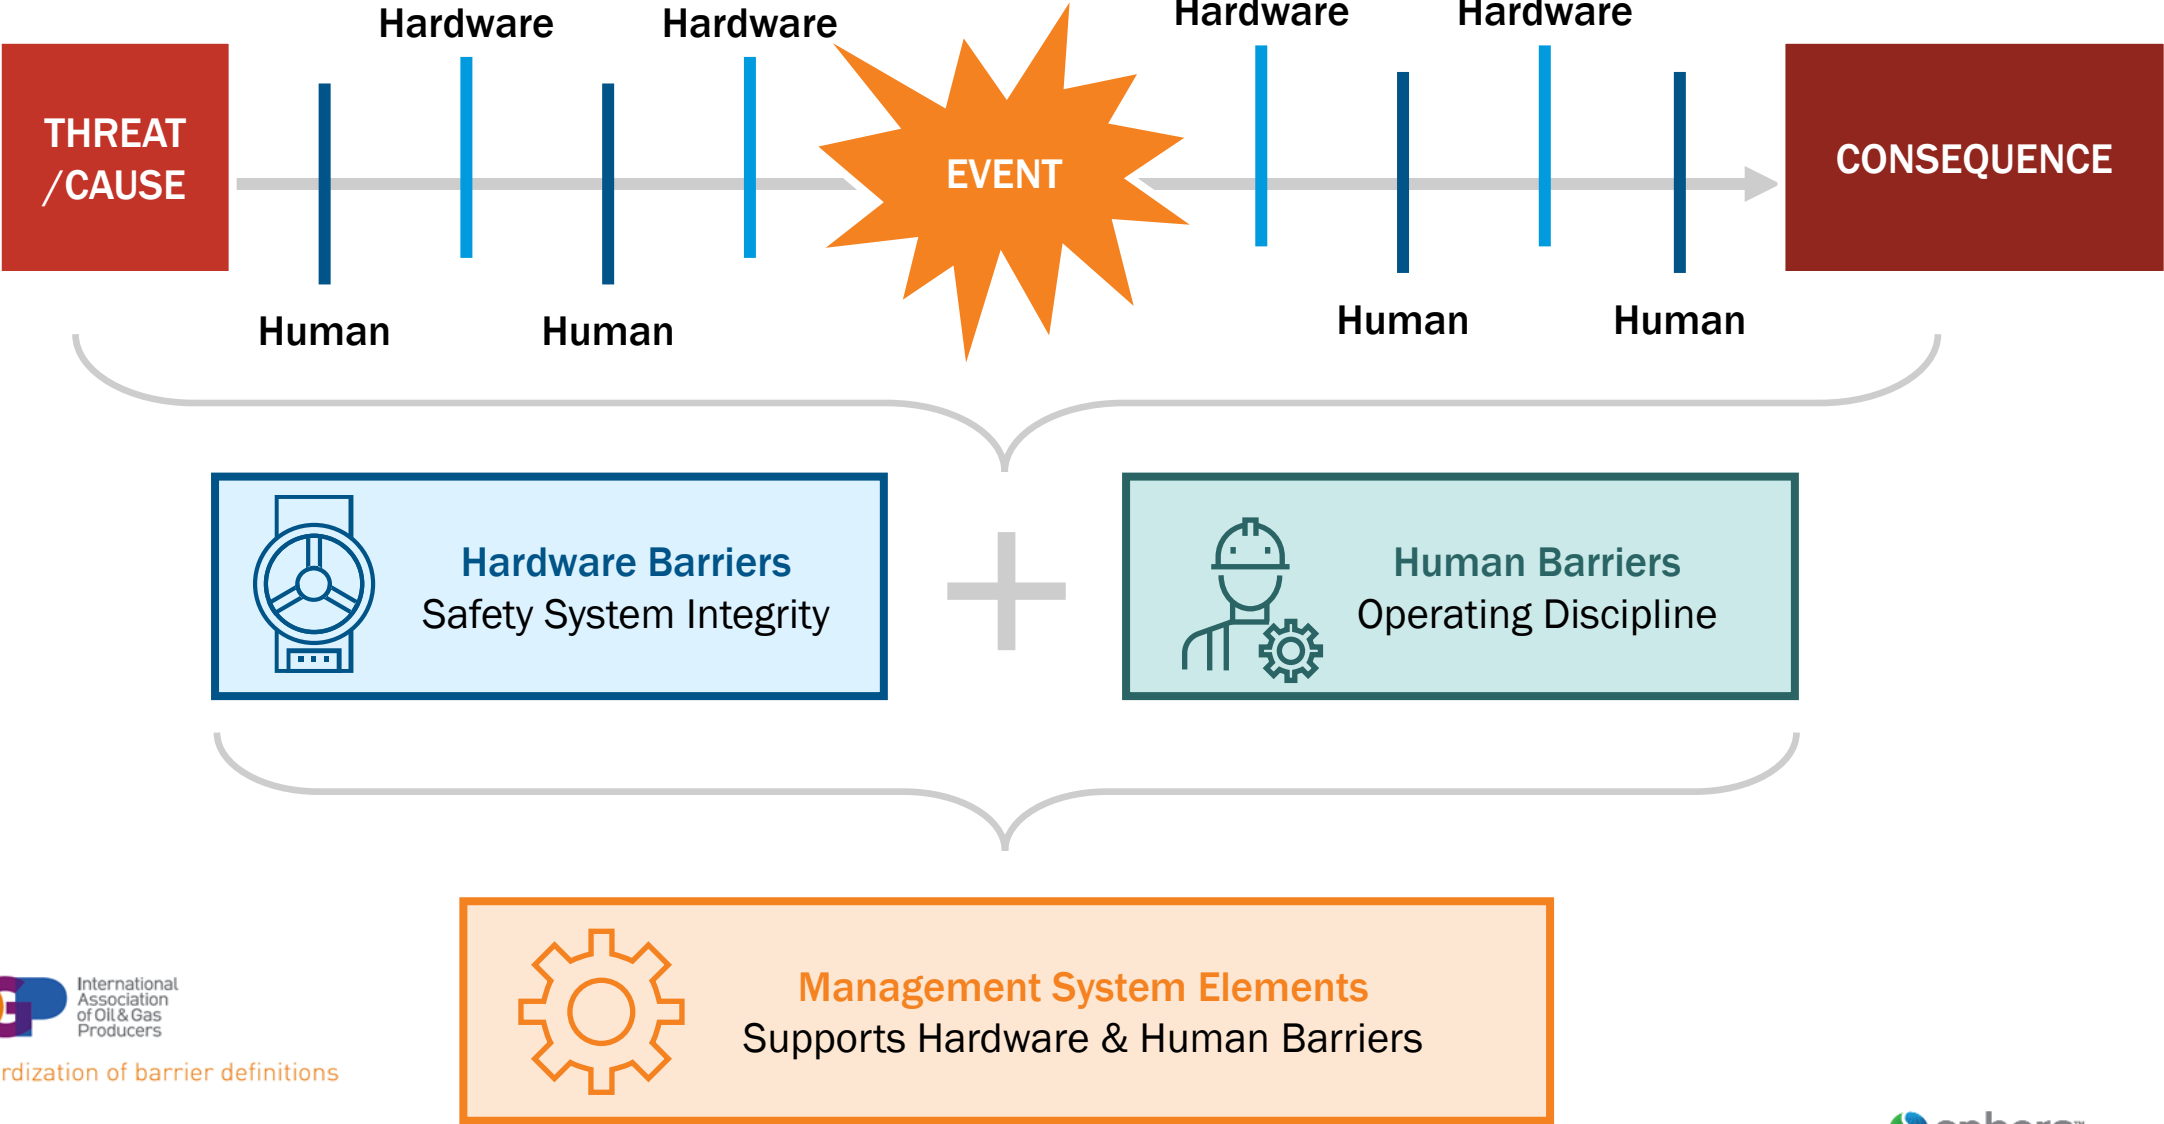 Hardware
Hardware
Hardware
Hardware
THREAT
/CAUSE
EVENT
CONSEQUENCE
Human
Human
Human
Human
Hardware Barriers
Safety System Integrity
Human Barriers
Operating Discipline
Management System Elements
Supports Hardware & Human Barriers
International
Association
of Oil & Gas
Producers
rdization of barrier definitions